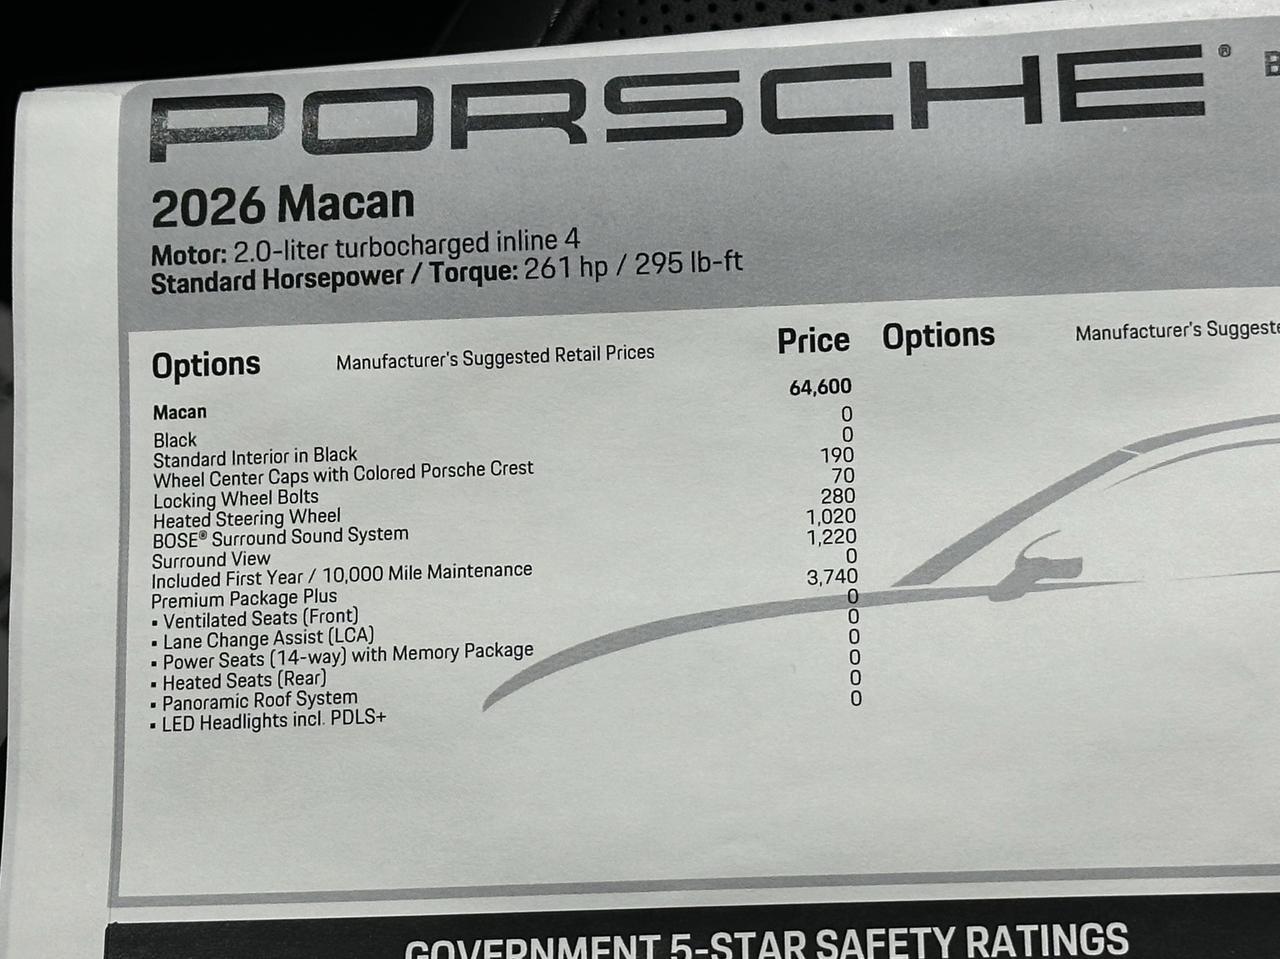 PORSCHE®
2026 Macan
Motor: 2.0-liter turbocharged inline 4
Standard Horsepower / Torque: 261 hp / 295 lb-ft
Options Manufacturer's Suggested Retail Prices Price Options Manufacturer's
Macan 64,600
Black 0
Standard Interior in Black 0
Wheel Center Caps with Colored Porsche Crest 190
Locking Wheel Bolts 70
Heated Steering Wheel 280
BOSE® Surround Sound System 1,020
Surround View 1,220
Included First Year / 10,000 Mile Maintenance 0
Premium Package Plus 3,740
▪ Ventilated Seats (Front) 0
▪ Lane Change Assist (LCA) 0
▪ Power Seats (14-way) with Memory Package 0
▪ Heated Seats (Rear) 0
▪ Panoramic Roof System 0
▪ LED Headlights incl. PDLS+ 0
GOVERNMENT 5-STAR SAFETY RATINGS